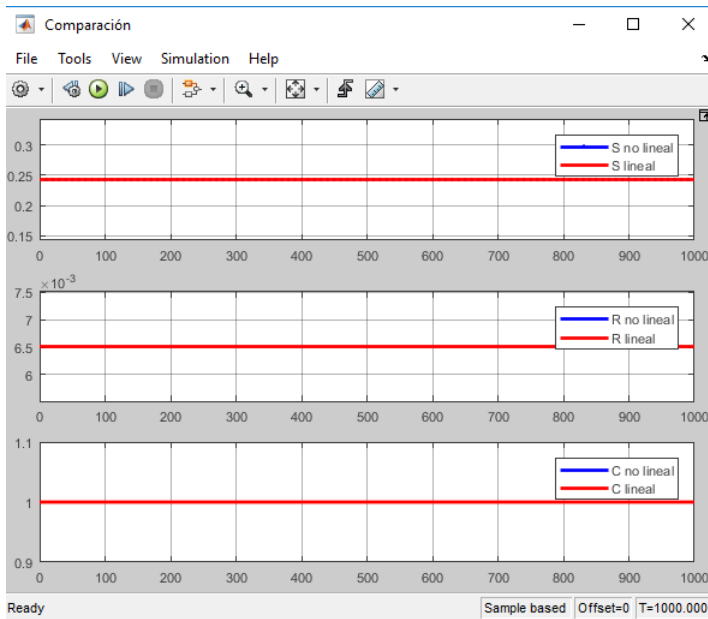 Comparación
File Tools View Simulation Help
0.3
0.25
0.2
0.15
S no lineal
S lineal
0 100 200 300 400 500 600 700 800 900 1000
×10-3
7.5
7
6.5
6
R no lineal
R lineal
0 100 200 300 400 500 600 700 800 900 1000
1.1
1
0.9
C no lineal
C lineal
0 100 200 300 400 500 600 700 800 900 1000
Ready Sample based Offset=0 T=1000.000